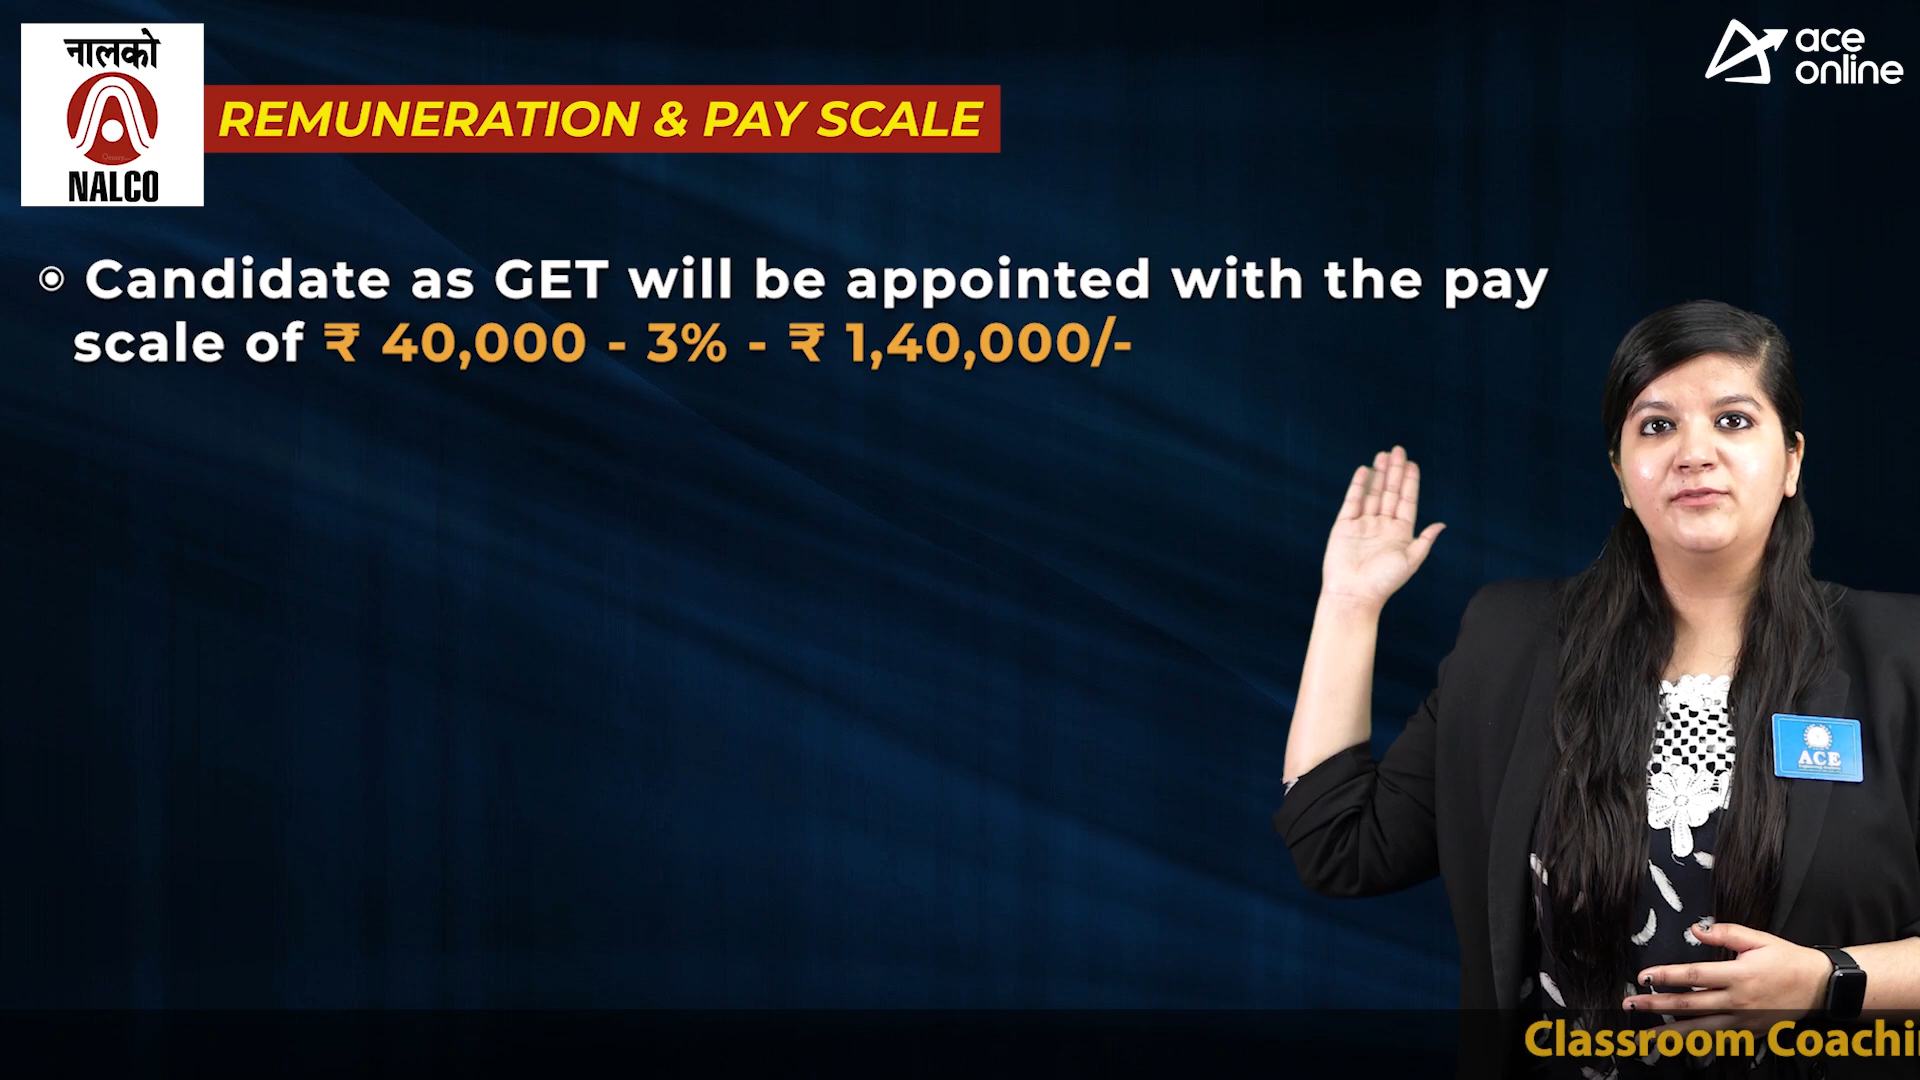 नालको
NALCO
REMUNERATION & PAY SCALE
ace
online
Candidate as GET will be appointed with the pay
scale of ₹ 40,000 - 3% - ₹ 1,40,000/-
ACE
Classroom Coachi